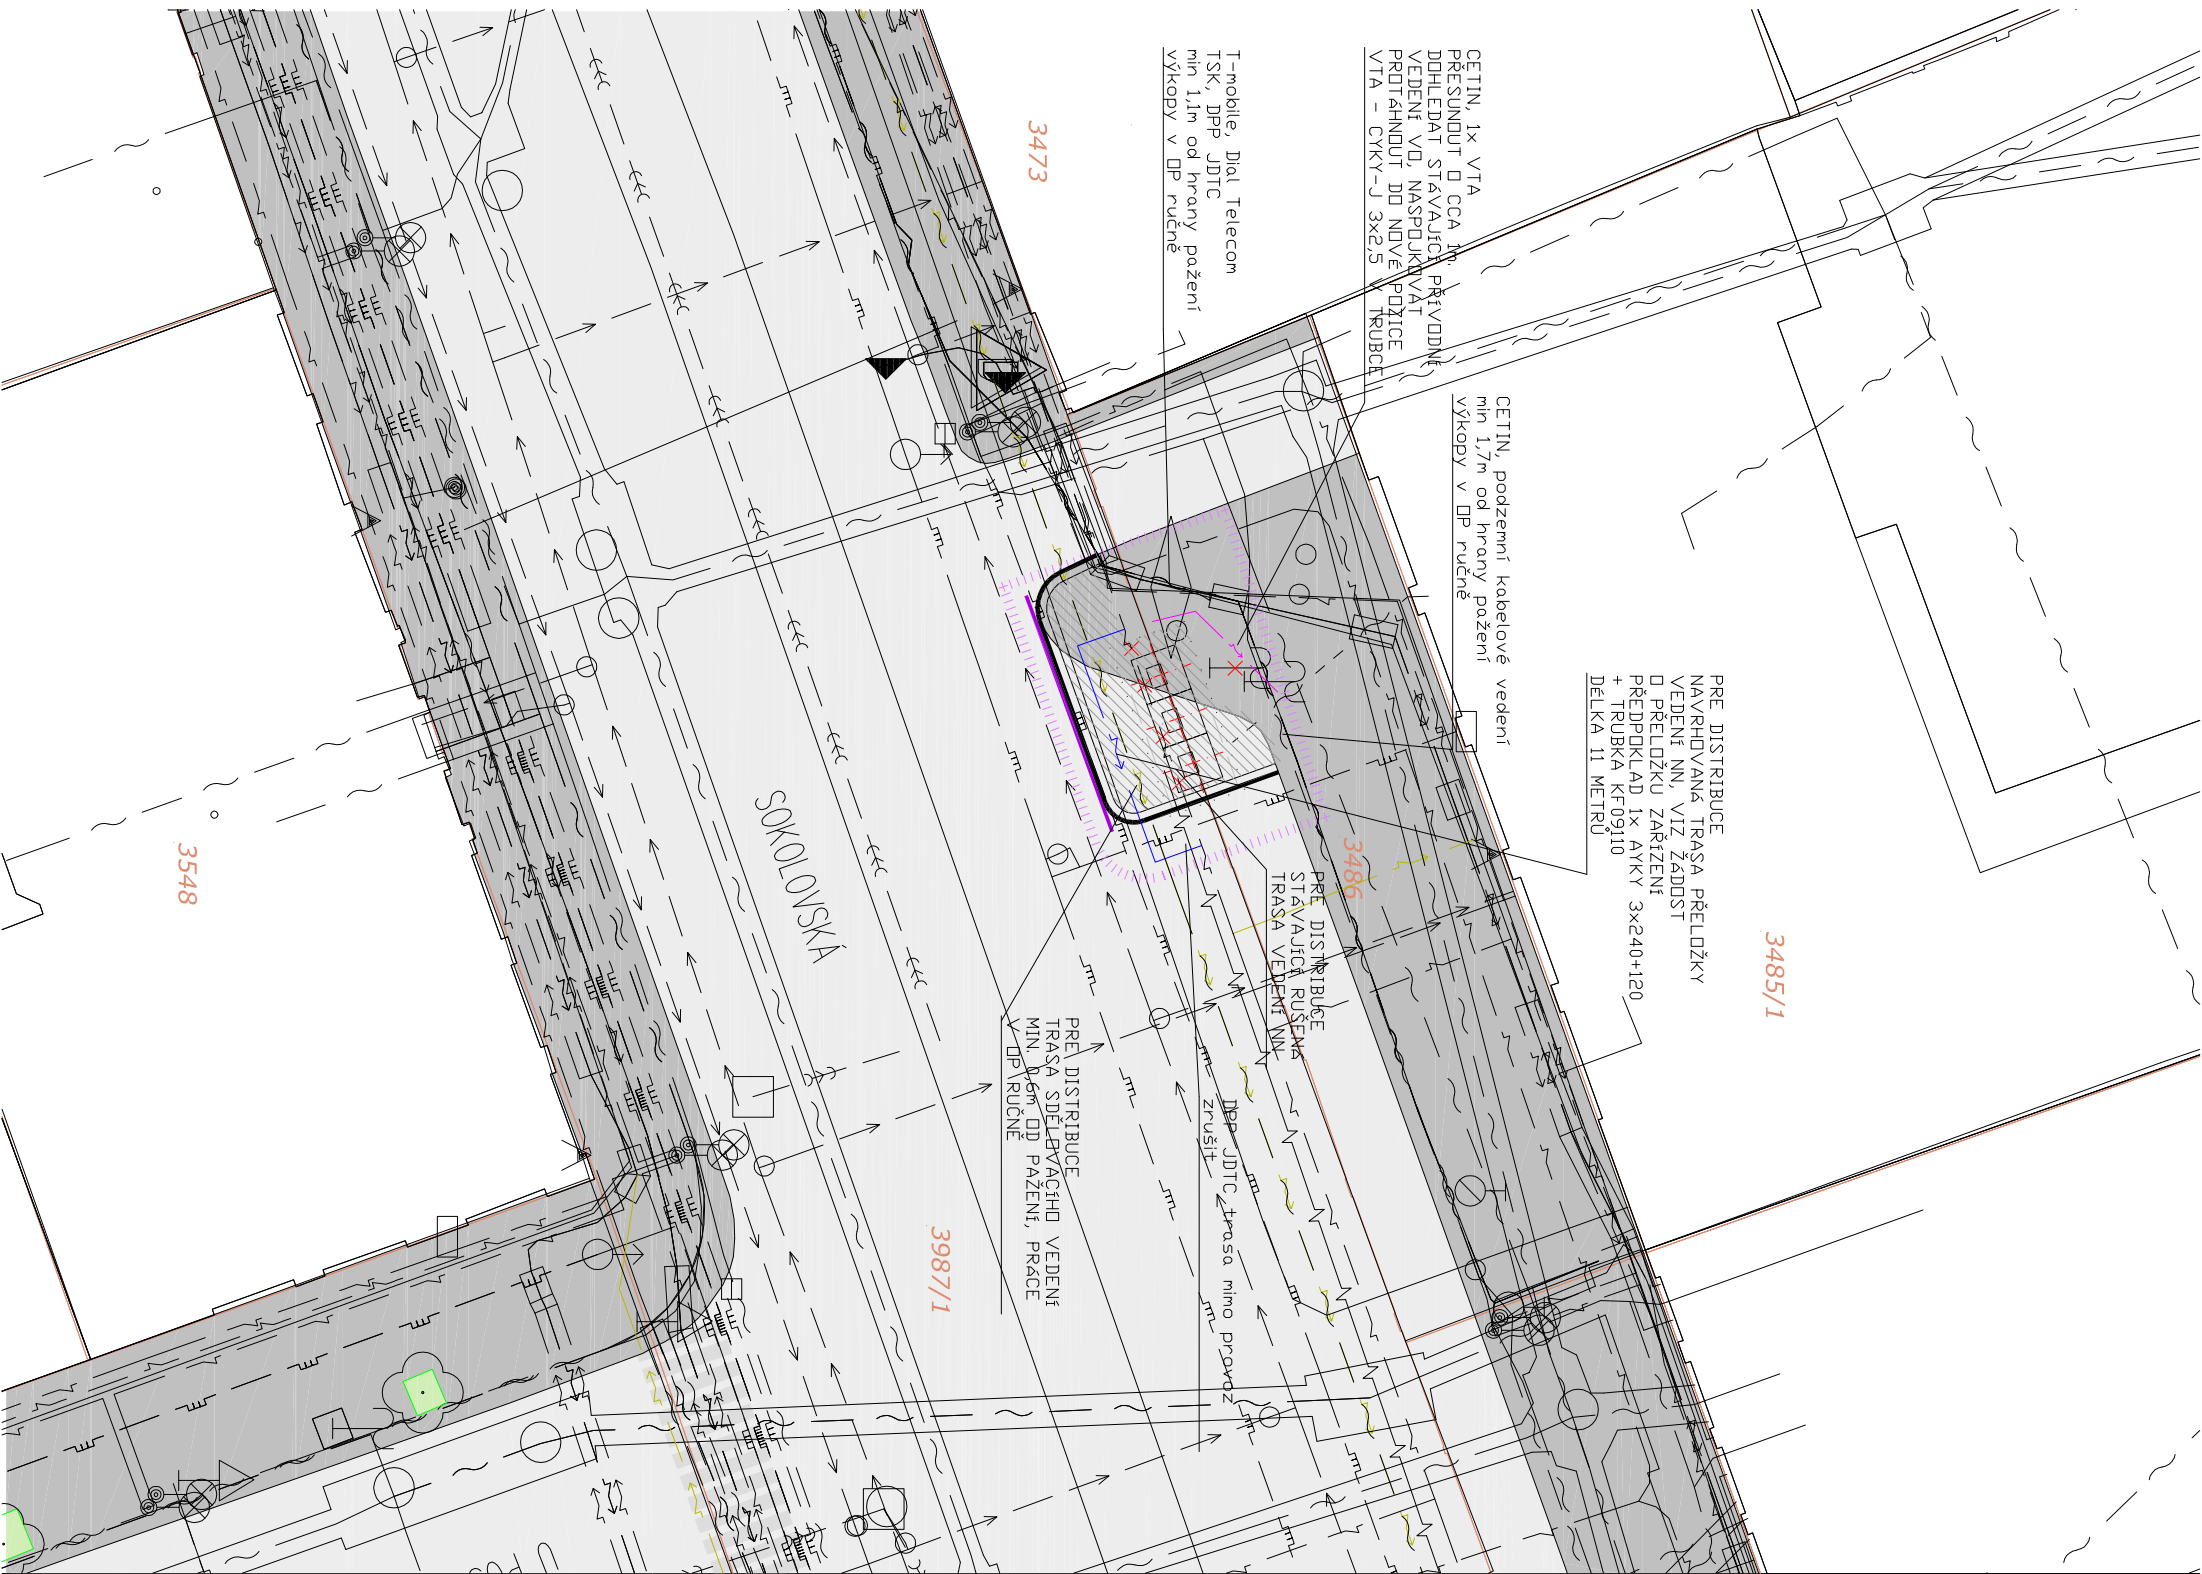 CETIN, 1x VTA
PŘESUNOUT O CCA 1m.
DOHLEDAT STÁVAJÍCÍ PŘÍVODNÍ
VEDENÍ VO, NASPOJKOVAT
PROTÁHNOUT DO NOVÉ POZICE
VTA - CYKY-J 3x2,5 V TRUBCE
T-mobile, Dial Telecom
TSK, DPP JDTC
min 1,1m od hrany pažení
výkopy v OP ručně
3473
CETIN, podzemní kabelové vedení
min 1,7m od hrany pažení
výkopy v OP ručně
PRE DISTRIBUCE
NAVRHOVANÁ TRASA PŘELOŽKY
VEDENÍ NN, VIZ ŽÁDOST
O PŘELOŽKU ZAŘÍZENÍ
PŘEDPOKLAD 1x AYKY 3x240+120
+ TRUBKA KF09110
DÉLKA 11 METRŮ
3485/1
3486
PRE DISTRIBUCE
STÁVAJÍCÍ RUŠENÁ
TRASA VEDENÍ NN
SOKOLOVSKÁ
3548
PRE DISTRIBUCE
TRASA SDĚLOVACÍHO VEDENÍ
MIN. 0,6m OD PAŽENÍ, PRÁCE
V OP RUČNĚ
DPP JDTC, trasa mimo provoz
zrušit
3987/1